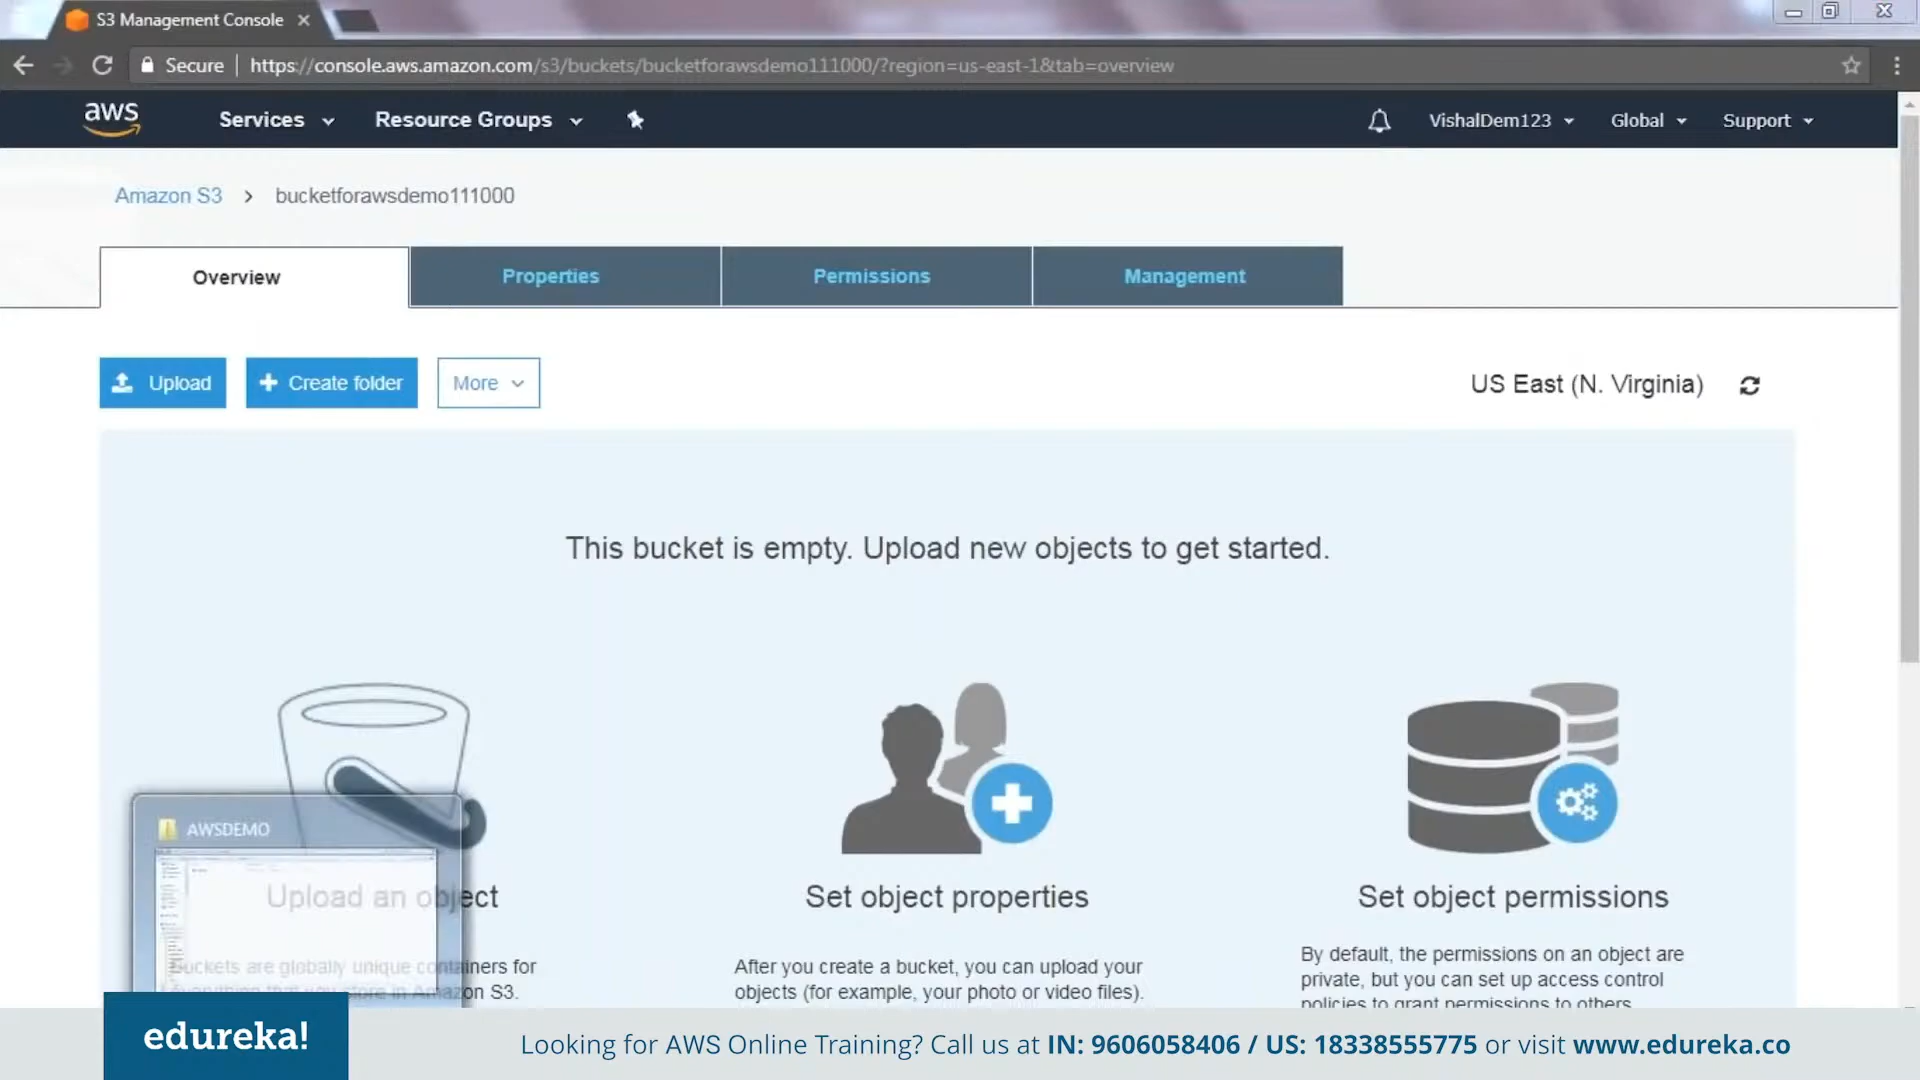 S3 Management Console
Secure
https://console.aws.amazon.com/s3/buckets/bucketforawsdemo111000/?region=us-east-1&tab=overview
aws
Services
Resource Groups
VishalDem123
Global
Support
Amazon S3 > bucketforawsdemo111000
Overview
Properties
Permissions
Management
Upload
Create folder
More
US East (N. Virginia)
This bucket is empty. Upload new objects to get started.
AWSDEMO
Upload an object
Buckets are globally unique containers for
everything that you store in Amazon S3.
Set object properties
After you create a bucket, you can upload your
objects (for example, your photo or video files).
Set object permissions
By default, the permissions on an object are
private, but you can set up access control
policies to grant permissions to others.
edureka!
Looking for AWS Online Training? Call us at IN: 9606058406 / US: 18338555775 or visit www.edureka.co